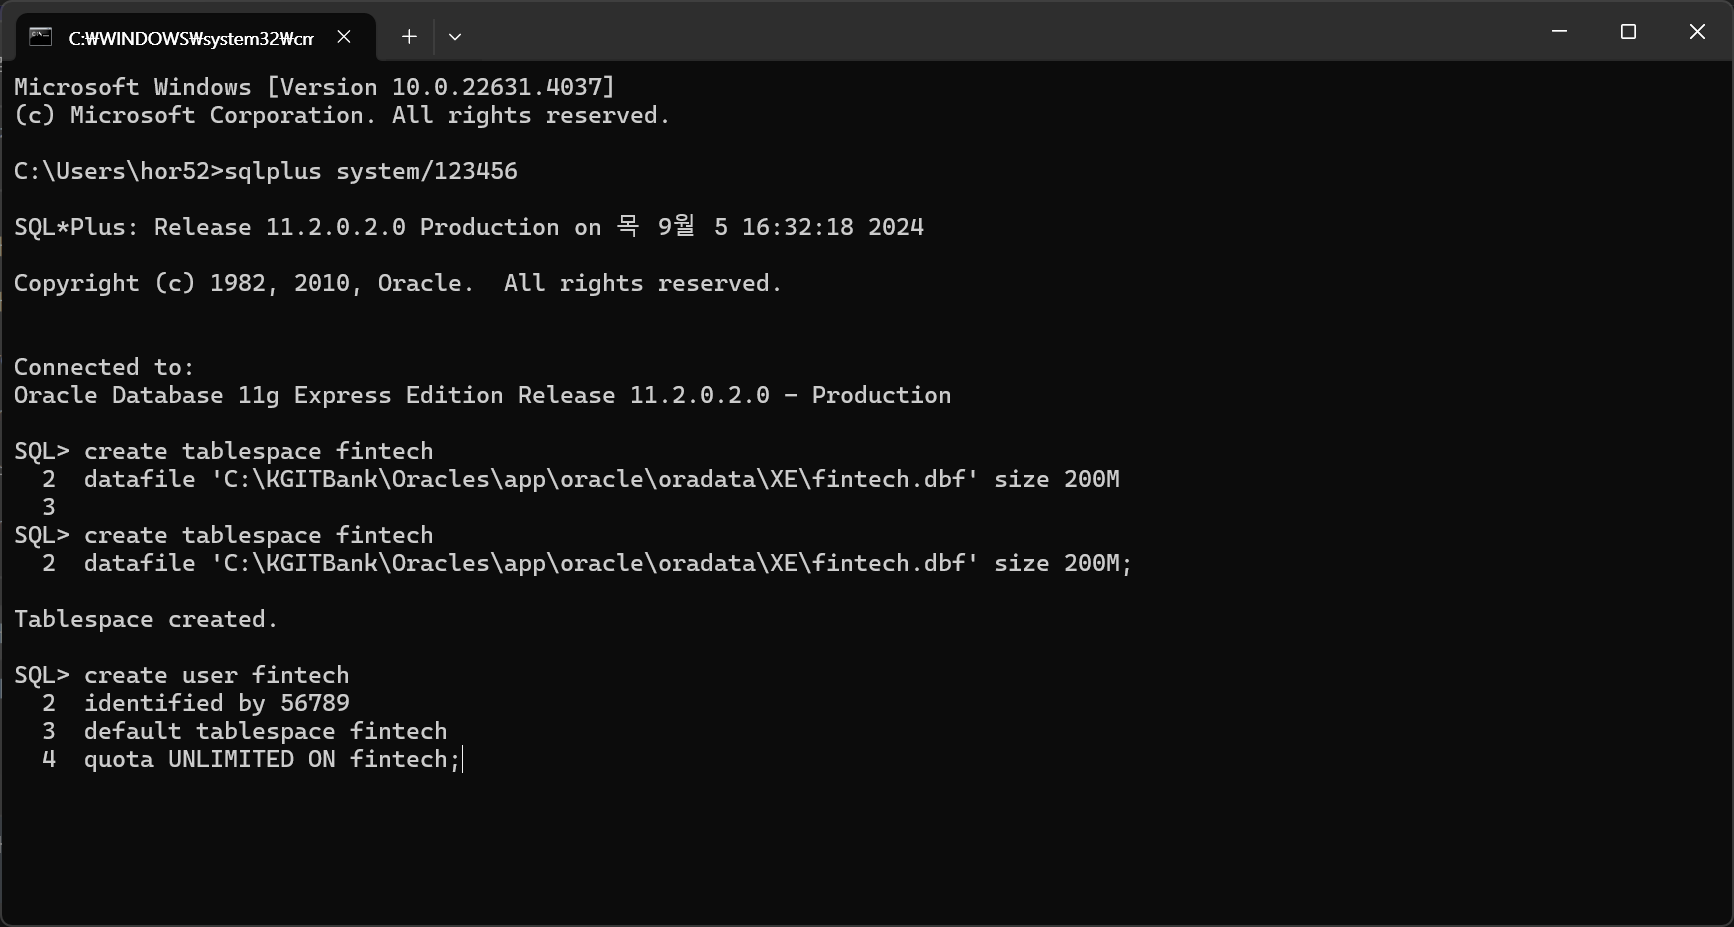 C:₩WINDOWS₩system32₩cm
Microsoft Windows [Version 10.0.22631.4037]
(c) Microsoft Corporation. All rights reserved.
C:\Users\hor52>sqlplus system/123456
SQL*Plus: Release 11.2.0.2.0 Production on 목 9월 5 16:32:18 2024
Copyright (c) 1982, 2010, Oracle.  All rights reserved.
Connected to:
Oracle Database 11g Express Edition Release 11.2.0.2.0 - Production
SQL> create tablespace fintech
  2  datafile 'C:\KGITBank\Oracles\app\oracle\oradata\XE\fintech.dbf' size 200M
  3
SQL> create tablespace fintech
  2  datafile 'C:\KGITBank\Oracles\app\oracle\oradata\XE\fintech.dbf' size 200M;
Tablespace created.
SQL> create user fintech
  2  identified by 56789
  3  default tablespace fintech
  4  quota UNLIMITED ON fintech;